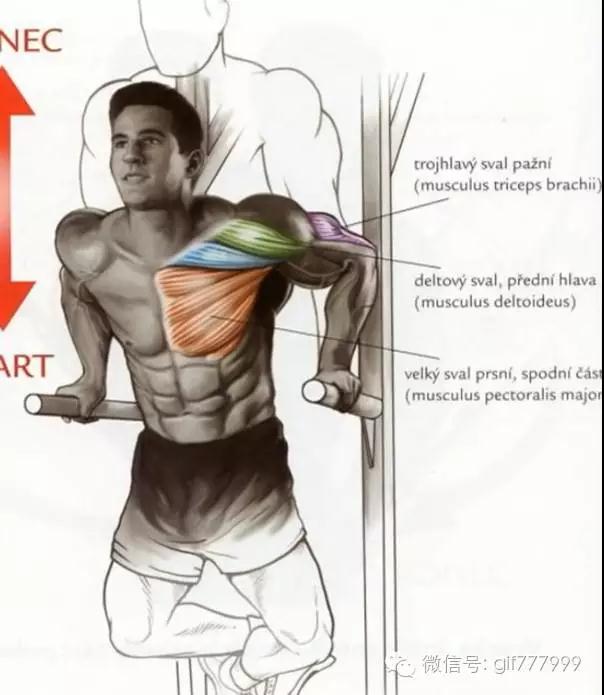 NEC
trojhlavý sval pažní
(musculus triceps brachii)
deltový sval, přední hlava
(musculus deltoideus)
ART
velký sval prsní, spodní část
(musculus pectoralis major
微信号: gif777999